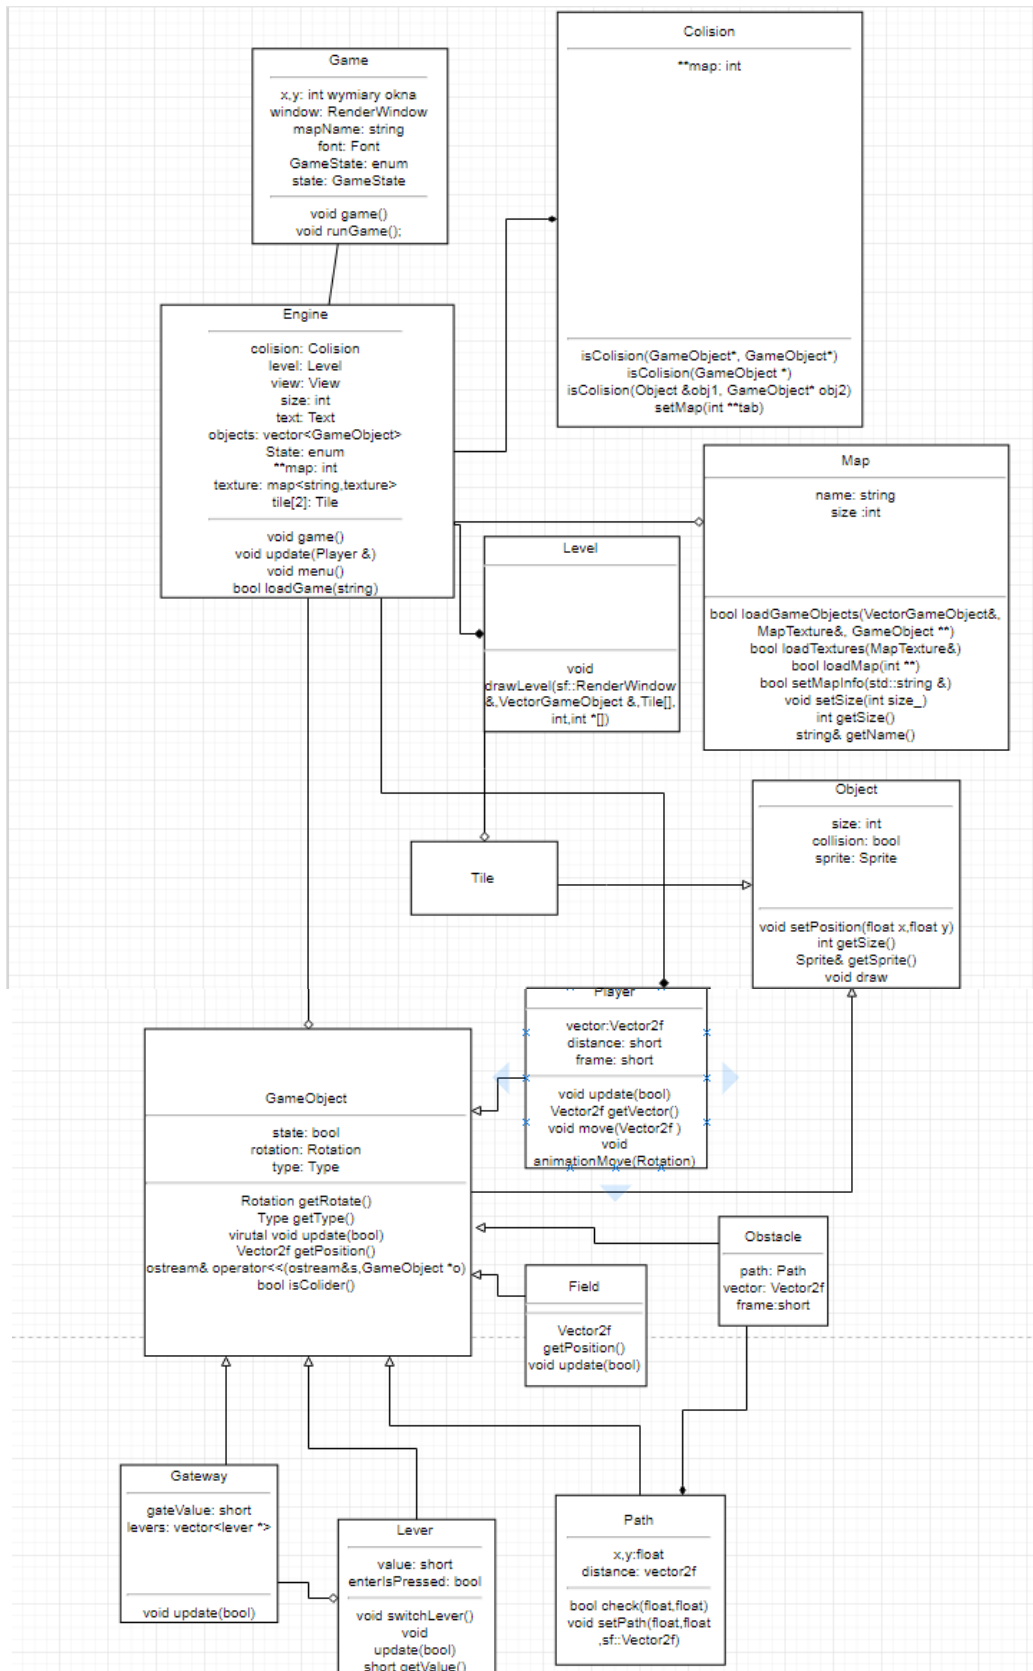 Game
x,y: int wymiary okna
window: RenderWindow
mapName: string
font: Font
GameState: enum
state: GameState
void game()
void runGame();
Colision
**map: int
isColision(GameObject*, GameObject*)
isColision(GameObject *)
isColision(Object &obj1, GameObject* obj2)
setMap(int **tab)
Engine
colision: Colision
level: Level
view: View
size: int
text: Text
objects: vector<GameObject>
State: enum
**map: int
texture: map<string,texture>
tile[2]: Tile
void game()
void update(Player &)
void menu()
bool loadGame(string)
Map
name: string
size :int
bool loadGameObjects(VectorGameObject&,
MapTexture&, GameObject **)
bool loadTextures(MapTexture&)
bool loadMap(int **)
bool setMapInfo(std::string &)
void setSize(int size_)
int getSize()
string& getName()
Level
void
drawLevel(sf::RenderWindow
&,VectorGameObject &,Tile[],
int,int *[])
Object
size: int
collision: bool
sprite: Sprite
void setPosition(float x,float y)
int getSize()
Sprite& getSprite()
void draw
Tile
Player
vector:Vector2f
distance: short
frame: short
void update(bool)
Vector2f getVector()
void move(Vector2f )
void
animationMove(Rotation)
GameObject
state: bool
rotation: Rotation
type: Type
Rotation getRotate()
Type getType()
virutal void update(bool)
Vector2f getPosition()
ostream& operator<<(ostream&s,GameObject *o)
bool isColider()
Obstacle
path: Path
vector: Vector2f
frame:short
Field
Vector2f
getPosition()
void update(bool)
Gateway
gateValue: short
levers: vector<lever *>
void update(bool)
Lever
value: short
enterIsPressed: bool
void switchLever()
void
update(bool)
short getValue()
Path
x,y:float
distance: vector2f
bool check(float,float)
void setPath(float,float
,sf::Vector2f)